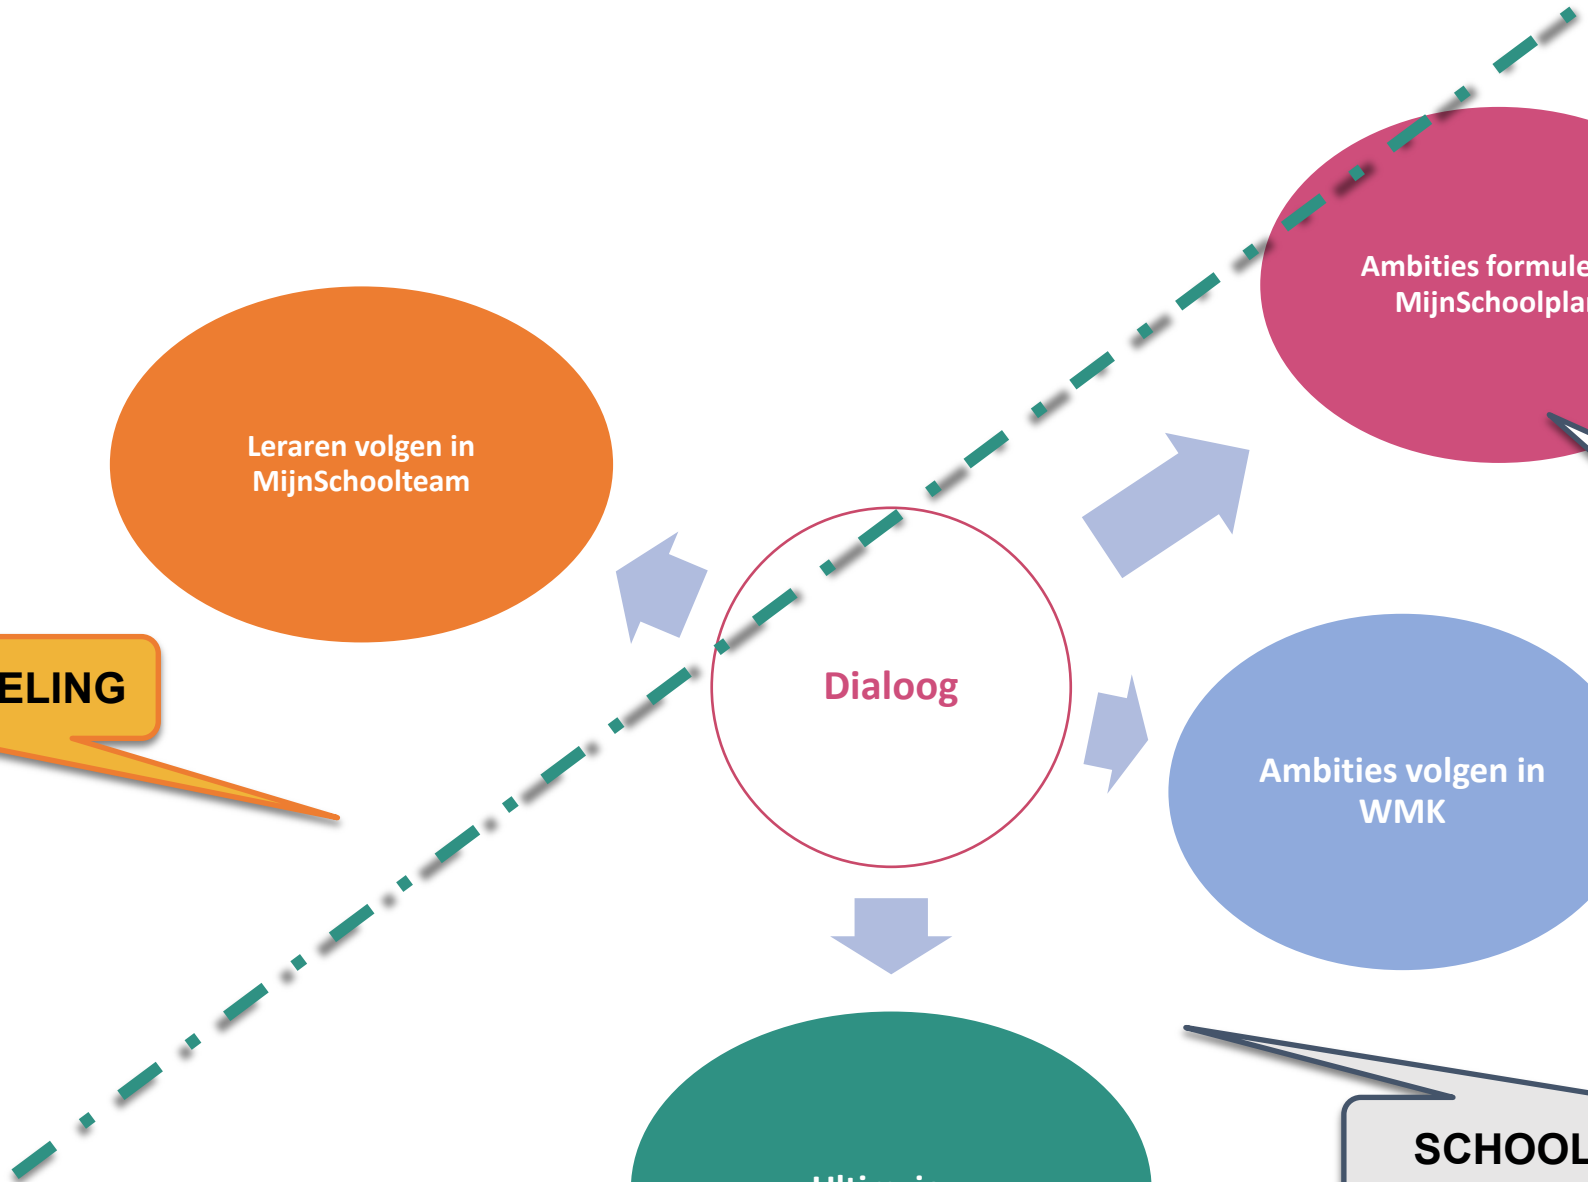 Ambities formule
MijnSchoolpla
Leraren volgen in
MijnSchoolteam
ELING
Dialoog
Ambities volgen in
WMK
SCHOOL